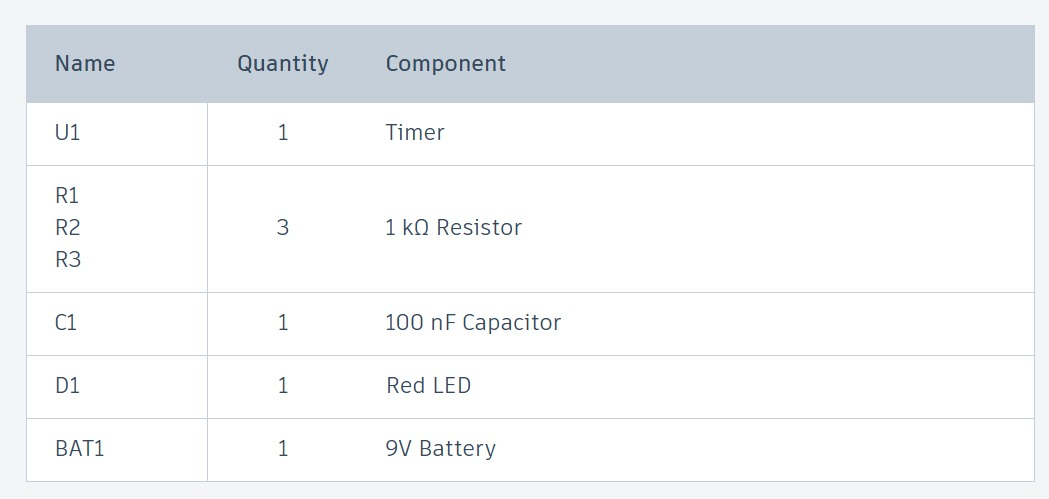 Name Quantity Component
U1 1 Timer
R1
R2 3 1 kΩ Resistor
R3
C1 1 100 nF Capacitor
D1 1 Red LED
BAT1 1 9V Battery